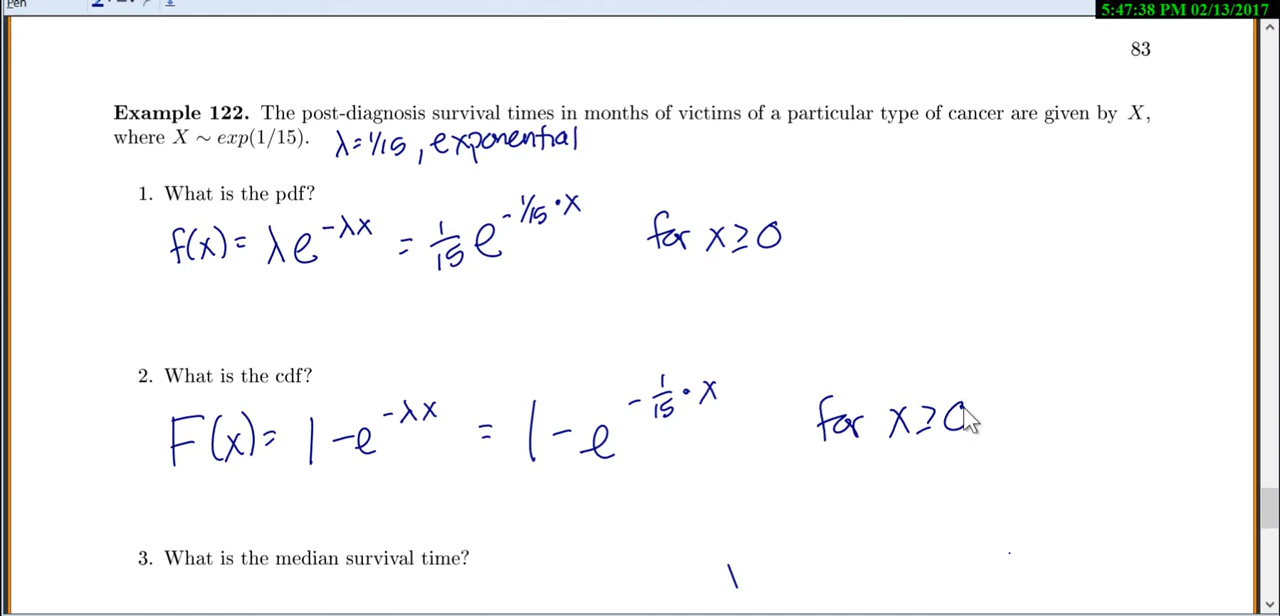 Pen
5:47:38 PM 02/13/2017
83
Example 122. The post-diagnosis survival times in months of victims of a particular type of cancer are given by X,
where X ∼ exp(1/15). λ=1/15, exponential
1. What is the pdf?
f(x) = λe^{-λx} = 1/15 e^{-1/15·x} for x≥0
2. What is the cdf?
F(x) = 1-e^{-λx} = 1-e^{-1/15·x} for x≥0
3. What is the median survival time?